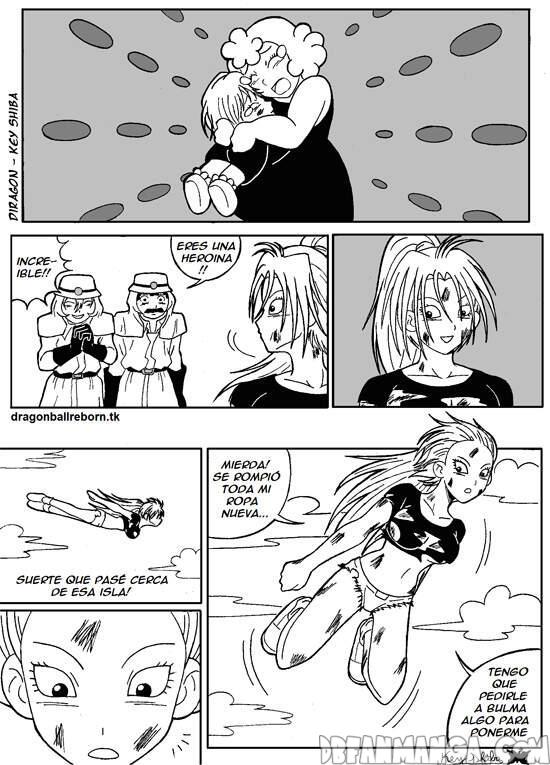 DIRAGON - KEY SHIBA
INCRE-
IBLE!!
ERES UNA
HEROINA
!!
dragonballreborn.tk
SUERTE QUE PASÉ CERCA
DE ESA ISLA!
MIERDA!
SE ROMPIÓ
TODA MI
ROPA
NUEVA...
TENGO
QUE
PEDIRLE
A BULMA
ALGO PARA
PONERME
DBFANMANGA.COM